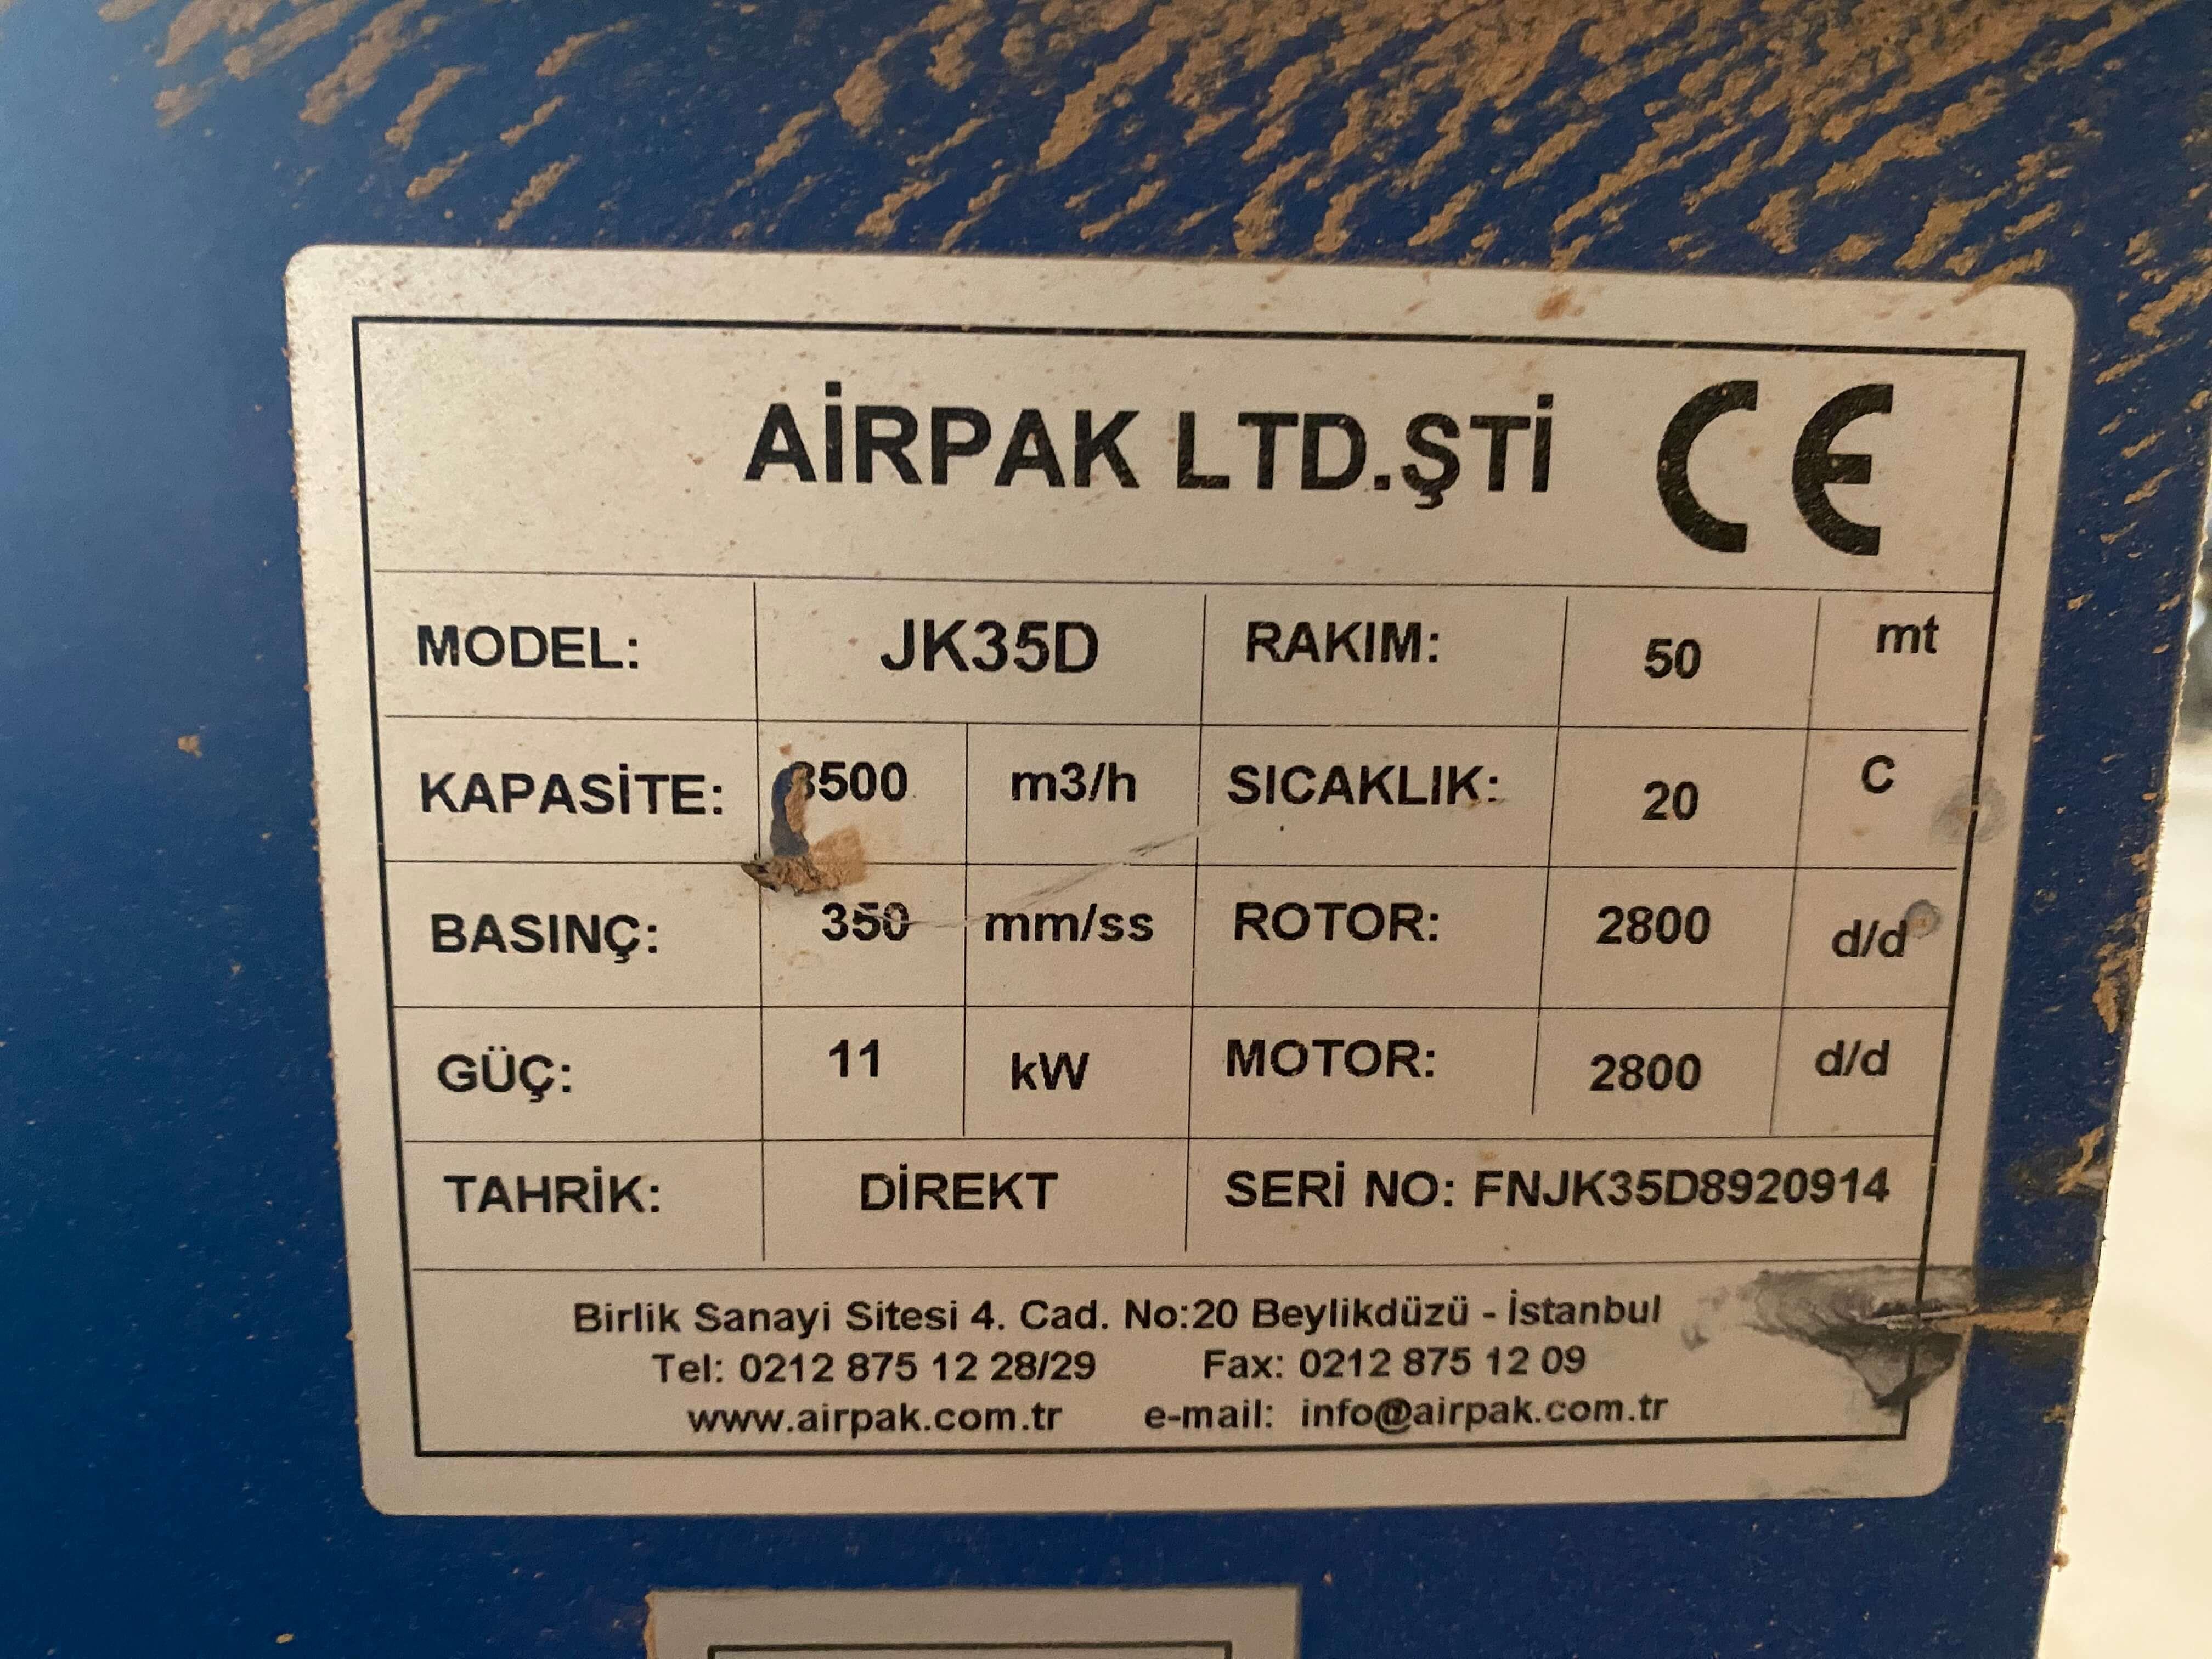 AİRPAK LTD.ŞTİ CE
MODEL: JK35D RAKIM: 50 mt
KAPASİTE: m3/h SICAKLIK: 20 C
BASINÇ: 350 mm/ss ROTOR: 2800 d/d
GÜÇ: 11 kW MOTOR: 2800 d/d
TAHRİK: DİREKT SERİ NO: FNJK35D8920914
Birlik Sanayi Sitesi 4. Cad. No:20 Beylikdüzü - İstanbul
Tel: 0212 875 12 28/29 Fax: 0212 875 12 09
www.airpak.com.tr e-mail: info@airpak.com.tr